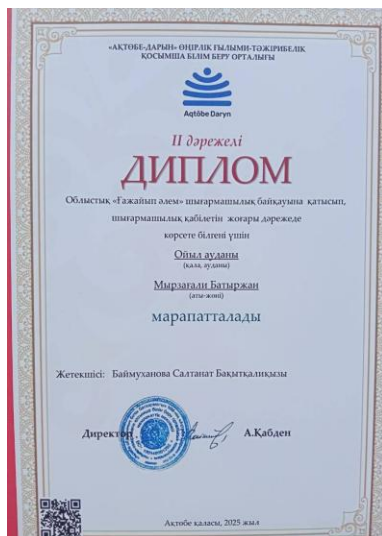 «АҚТӨБЕ-ДАРЫН» ӨҢІРЛІК ҒЫЛЫМИ-ТӘЖІРИБЕЛІК
ҚОСЫМША БІЛІМ БЕРУ ОРТАЛЫҒЫ
Aqtöbe Daryn
II дәрежелі
ДИПЛОМ
Облыстық «Ғажайып әлем» шығармашылық байқауына қатысып,
шығармашылық қабілетін жоғары дәрежеде
көрсете білгені үшін
Ойыл ауданы
(қала, ауданы)
Мырзағали Батыржан
(аты-жөні)
марапатталады
Жетекшісі: Баймуханова Салтанат Бақытқалиқызы
Директор А.Қабден
Ақтөбе қаласы, 2025 жыл